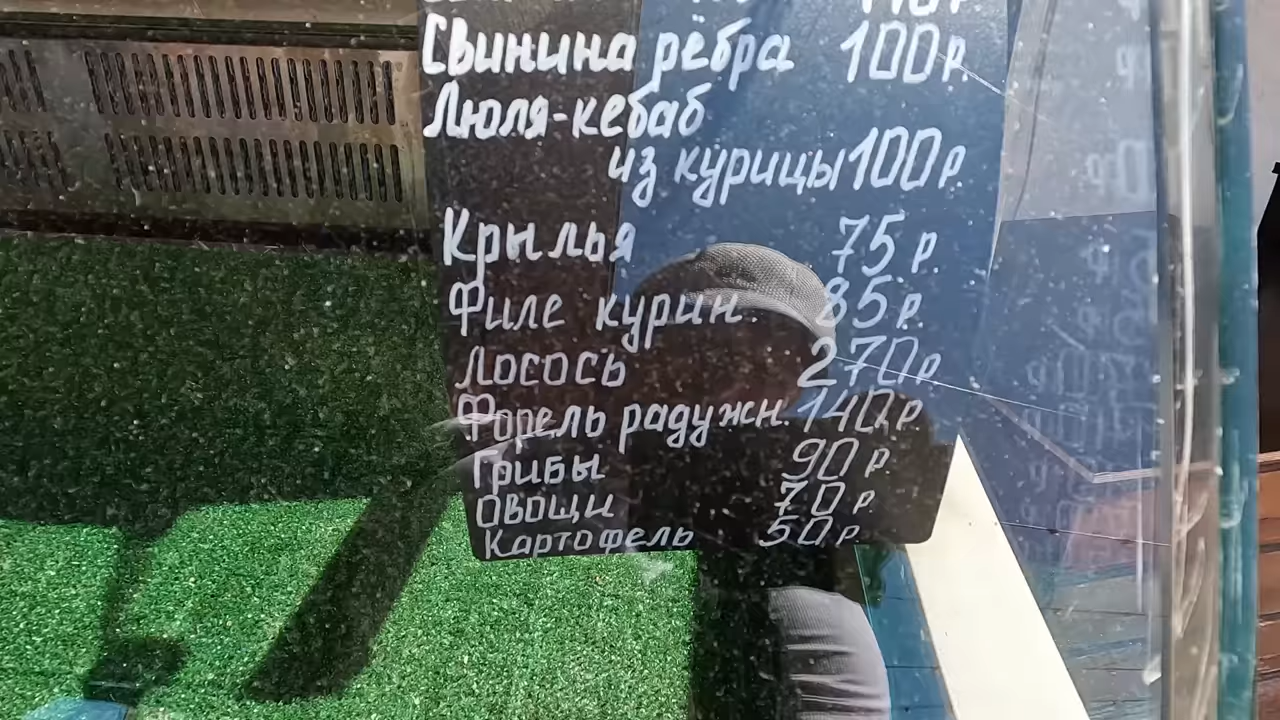 Свинина рёбра 100р.
Люля-кебаб
из курицы 100р
Крылья 75р.
Филе курин. 85р.
Лосось 270р.
Форель радужн. 140р.
Грибы 90р.
Овощи 70р.
Картофель 50р.